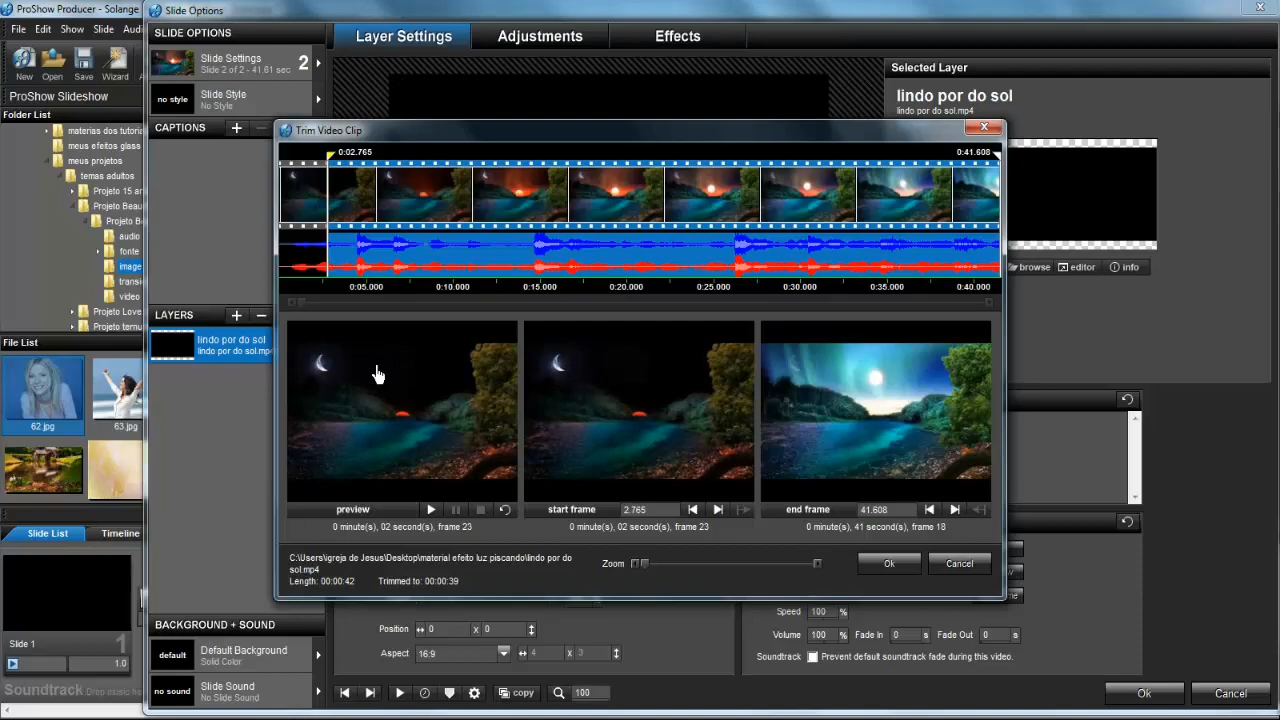 ProShow Producer - Solange
Slide Options
File Edit Show Slide Aud
SLIDE OPTIONS
Layer Settings
Adjustments
Effects
Slide Settings
Slide 2 of 2 - 41.61 sec
2
Selected Layer
New Open Save Wizard
no style
Slide Style
No Style
lindo por do sol
lindo por do sol.mp4
ProShow Slideshow
Folder List
CAPTIONS
Trim Video Clip
materias dos tutoria
meus efeitos glass
meus projetos
temas adultos
Projeto 15 an
Projeto Beau
Projeto B
audio
fonte
image
transi
video
Projeto Love
Projeto ternu
0:02.765
0:41.608
0:05.000
0:10.000
0:15.000
0:20.000
0:25.000
0:30.000
0:35.000
0:40.000
browse
editor
info
LAYERS
lindo por do sol
lindo por do sol.mp4
File List
62.jpg
63.jpg
preview
start frame
2.765
end frame
41.608
0 minute(s), 02 second(s), frame 23
0 minute(s), 02 second(s), frame 23
0 minute(s), 41 second(s), frame 18
Slide List
Timeline
C:\Users\igreja de Jesus\Desktop\material efeito luz piscando\lindo por do
sol.mp4
Length: 00:00:42
Trimmed to: 00:00:39
Zoom
Ok
Cancel
Slide 1
1
1.0
Soundtrack
Drop music h
BACKGROUND + SOUND
default
Default Background
Solid Color
no sound
Slide Sound
No Slide Sound
Position
0 x 0
Aspect
16:9
4 x 3
Speed
100 %
Volume
100 %
Fade In
0 s
Fade Out
0 s
Soundtrack
Prevent default soundtrack fade during this video.
copy
100
Ok
Cancel